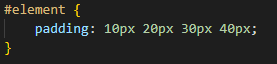 #element {
    padding: 10px 20px 30px 40px;
}